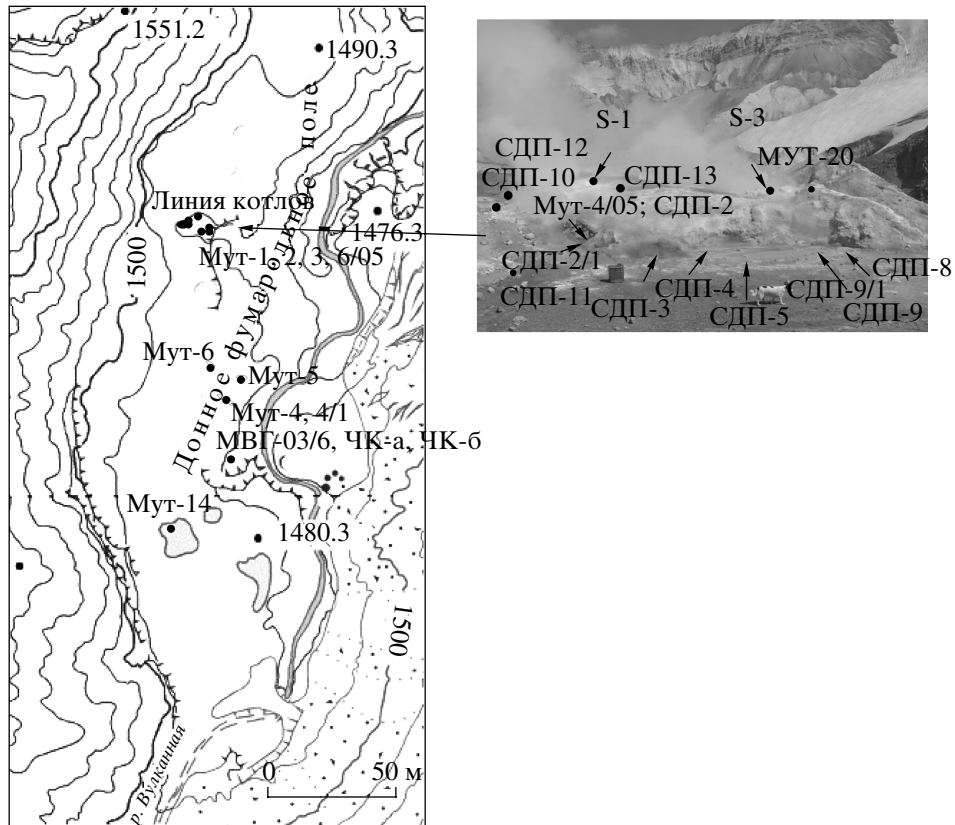 1551.2
1490.3
Донное фумарольное поле
Линия котлов
1476.3
Мут-1, 2, 3, 6/05
1500
Мут-6
Мут-5
Мут-4, 4/1
МВГ-03/6, ЧК-а, ЧК-б
Мут-14
1480.3
1500
р. Вулканная
0 50 м
S-1
S-3
СДП-12
МУТ-20
СДП-10
СДП-13
Мут-4/05; СДП-2
СДП-2/1
СДП-8
СДП-11
СДП-4
СДП-9/1
СДП-3
СДП-5
СДП-9